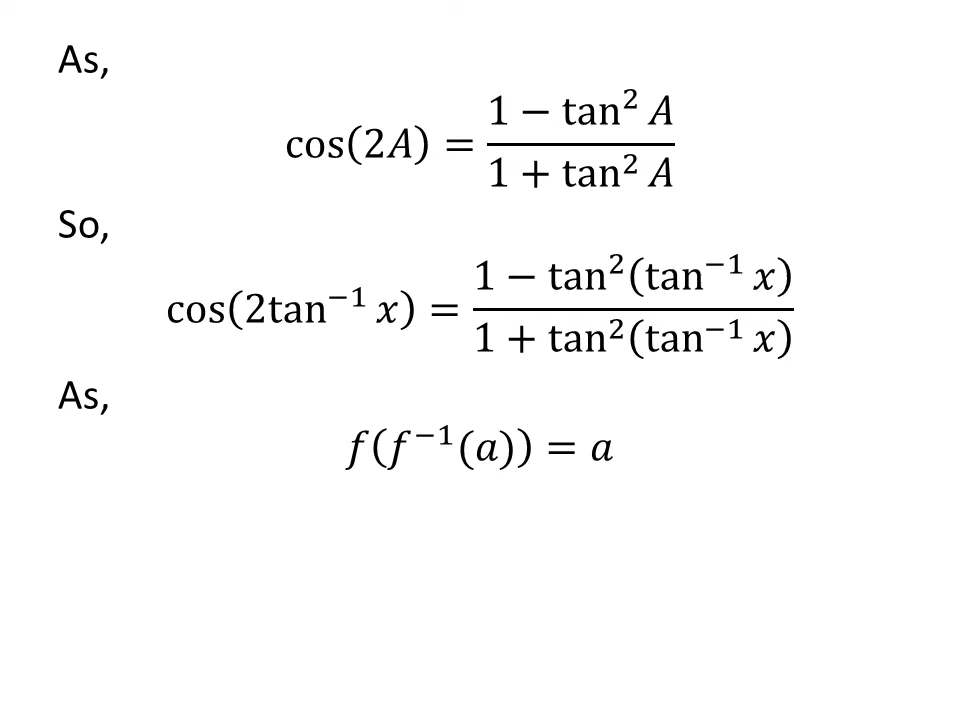 As,
cos(2A) = (1 − tan² A)/(1 + tan² A)
So,
cos(2tan⁻¹ x) = (1 − tan²(tan⁻¹ x))/(1 + tan²(tan⁻¹ x))
As,
f(f⁻¹(a)) = a